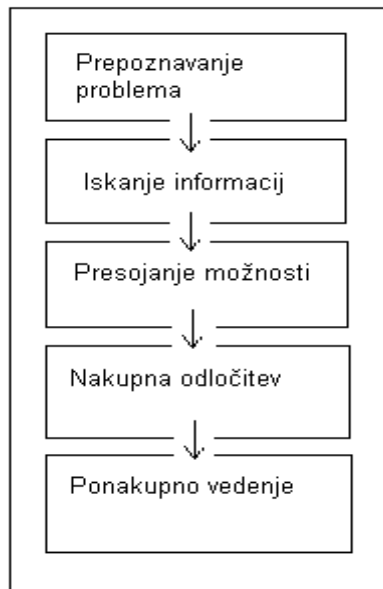 Prepoznavanje
problema
Iskanje informacij
Presojanje možnosti
Nakupna odločitev
Ponakupno vedenje